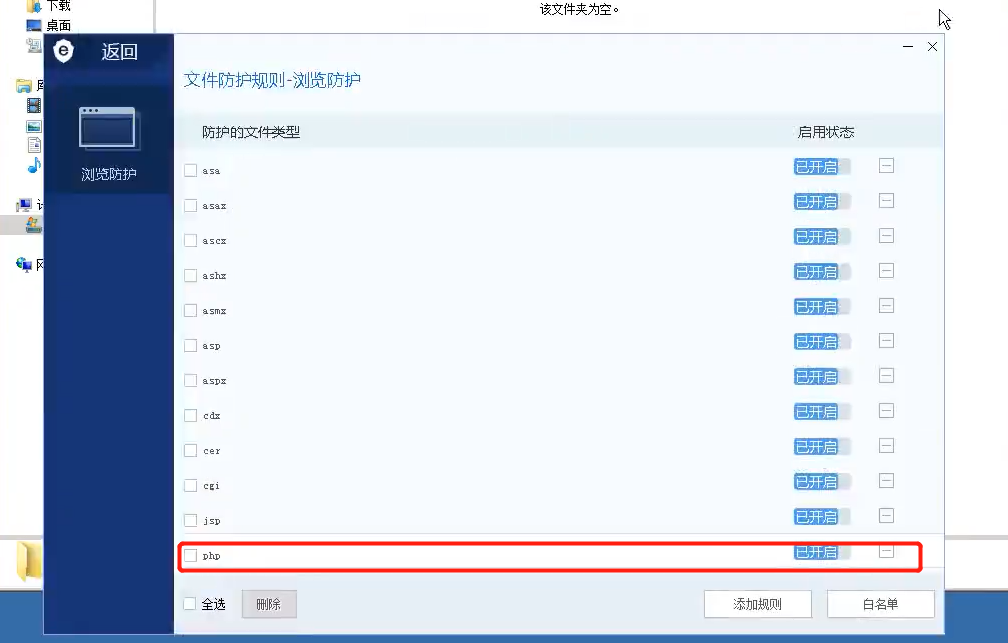 下载
该文件夹为空。
桌面
返回
文件防护规则-浏览防护
防护的文件类型 启用状态
浏览防护
asa 已开启
asax 已开启
ascx 已开启
ashx 已开启
asmx 已开启
asp 已开启
aspx 已开启
cdx 已开启
cer 已开启
cgi 已开启
jsp 已开启
php 已开启
全选 删除 添加规则 白名单